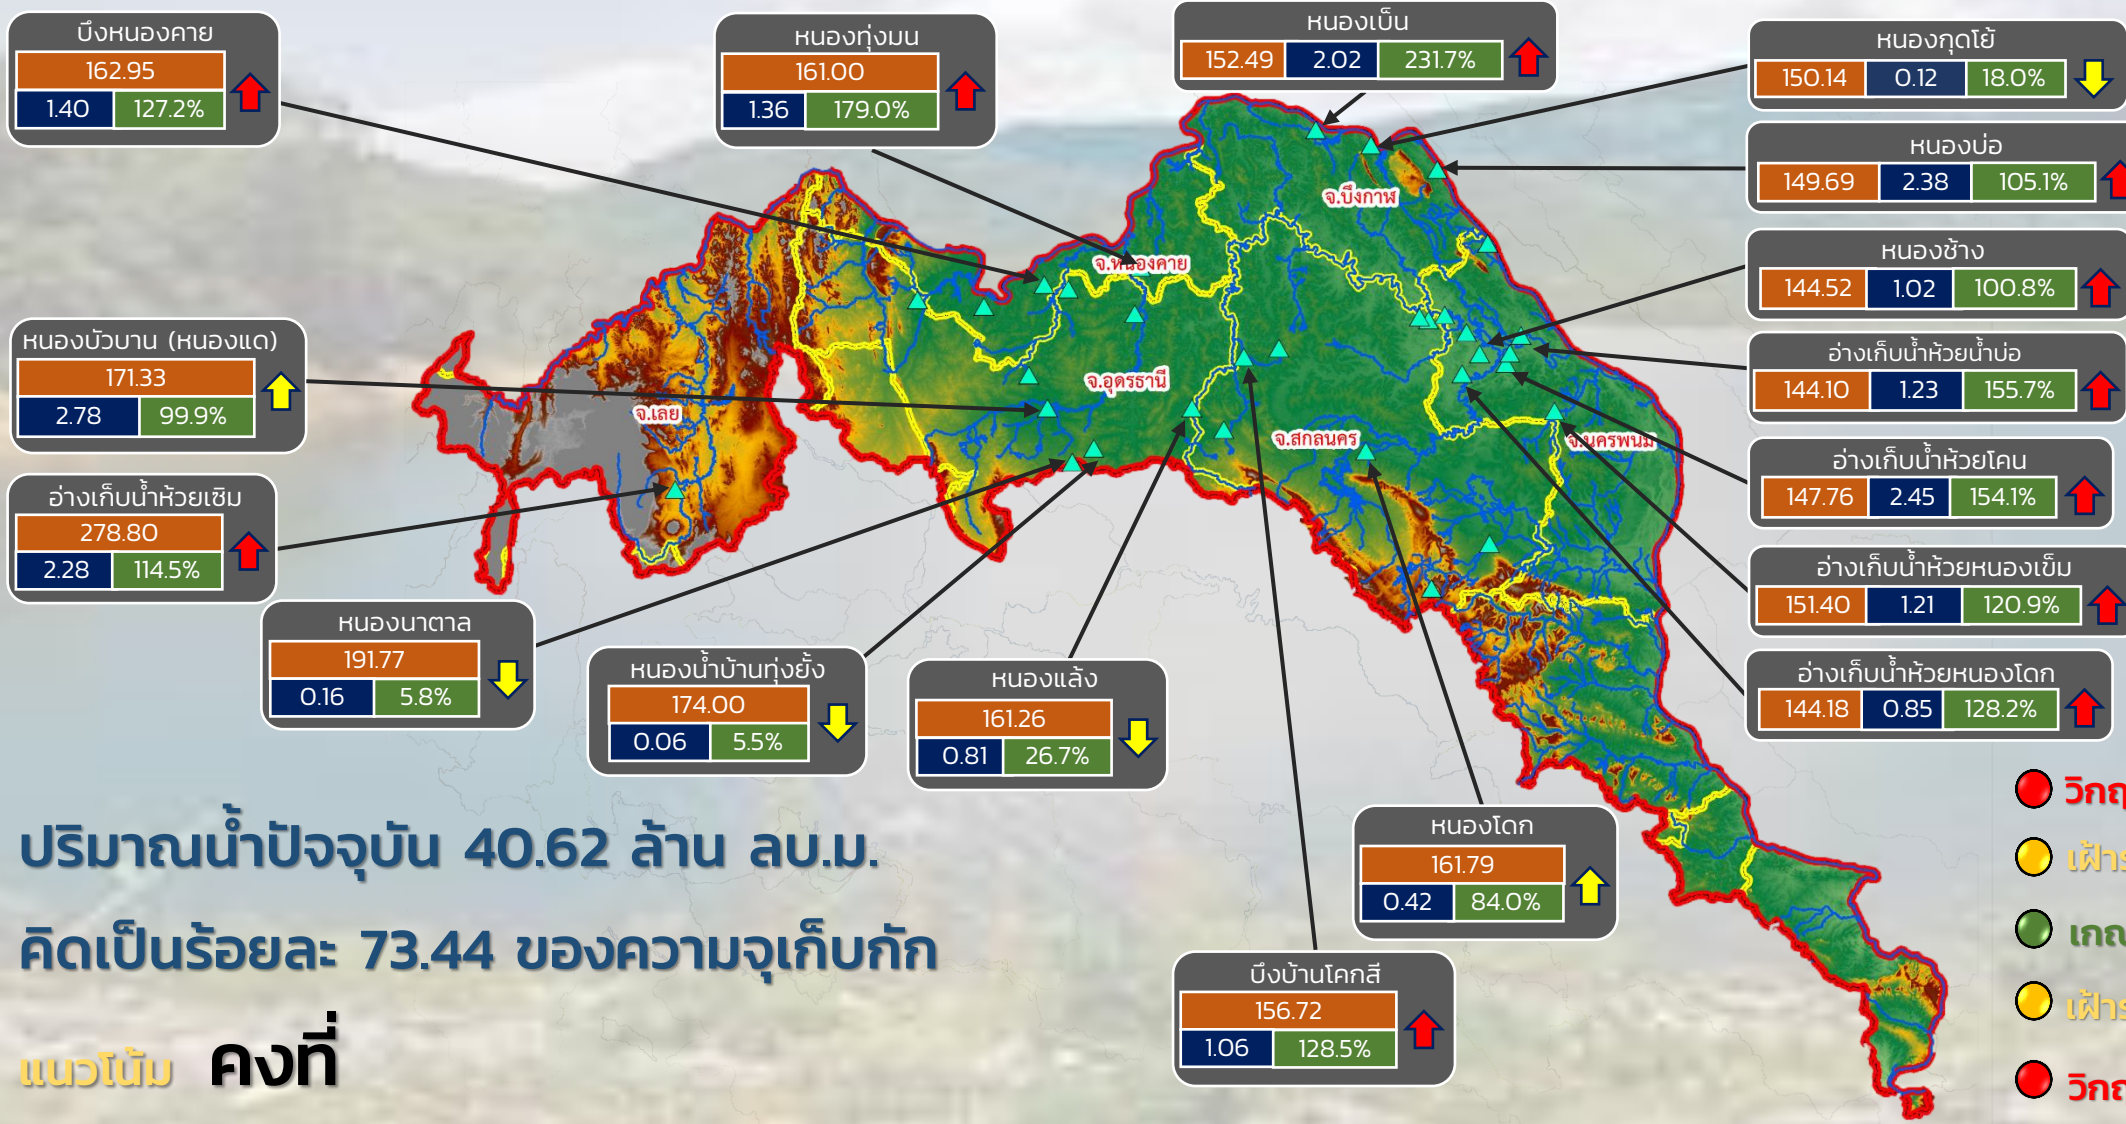 บึงหนองคาย
162.95
1.40 127.2%
หนองทุ่งมน
161.00
1.36 179.0%
หนองเบ็น
152.49 2.02 231.7%
หนองกุดโย้
150.14 0.12 18.0%
หนองบ่อ
149.69 2.38 105.1%
หนองช้าง
144.52 1.02 100.8%
อ่างเก็บน้ำห้วยน้ำบ่อ
144.10 1.23 155.7%
อ่างเก็บน้ำห้วยโคน
147.76 2.45 154.1%
อ่างเก็บน้ำห้วยหนองเข็ม
151.40 1.21 120.9%
อ่างเก็บน้ำห้วยหนองโดก
144.18 0.85 128.2%
หนองบัวบาน (หนองแด)
171.33
2.78 99.9%
อ่างเก็บน้ำห้วยเซิม
278.80
2.28 114.5%
หนองนาตาล
191.77
0.16 5.8%
หนองน้ำบ้านทุ่งยั้ง
174.00
0.06 5.5%
หนองแล้ง
161.26
0.81 26.7%
หนองโดก
161.79
0.42 84.0%
บึงบ้านโคกสี
156.72
1.06 128.5%
จ.บึงกาฬ
จ.หนองคาย
จ.อุดรธานี
จ.เลย
จ.สกลนคร
จ.นครพนม
ปริมาณน้ำปัจจุบัน 40.62 ล้าน ลบ.ม.
คิดเป็นร้อยละ 73.44 ของความจุเก็บกัก
แนวโน้ม คงที่